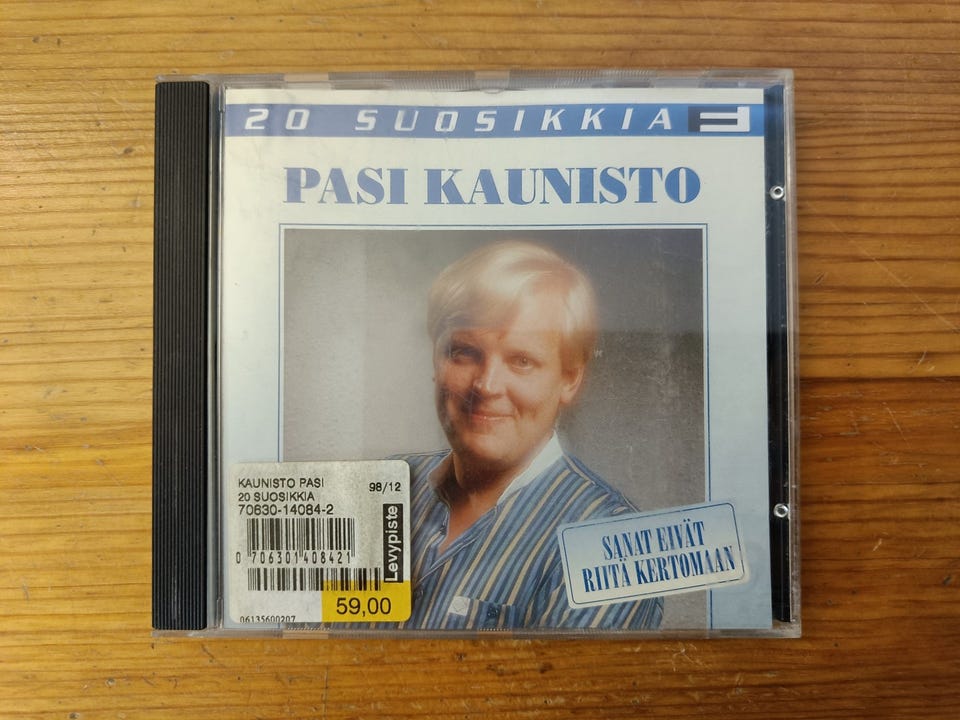 20 SUOSIKKIA
PASI KAUNISTO
KAUNISTO PASI
20 SUOSIKKIA
98/12
70630-14084-2
0 706301 408421
Levypiste
59,00
06135600207
SANAT EIVÄT
RIITÄ KERTOMAAN